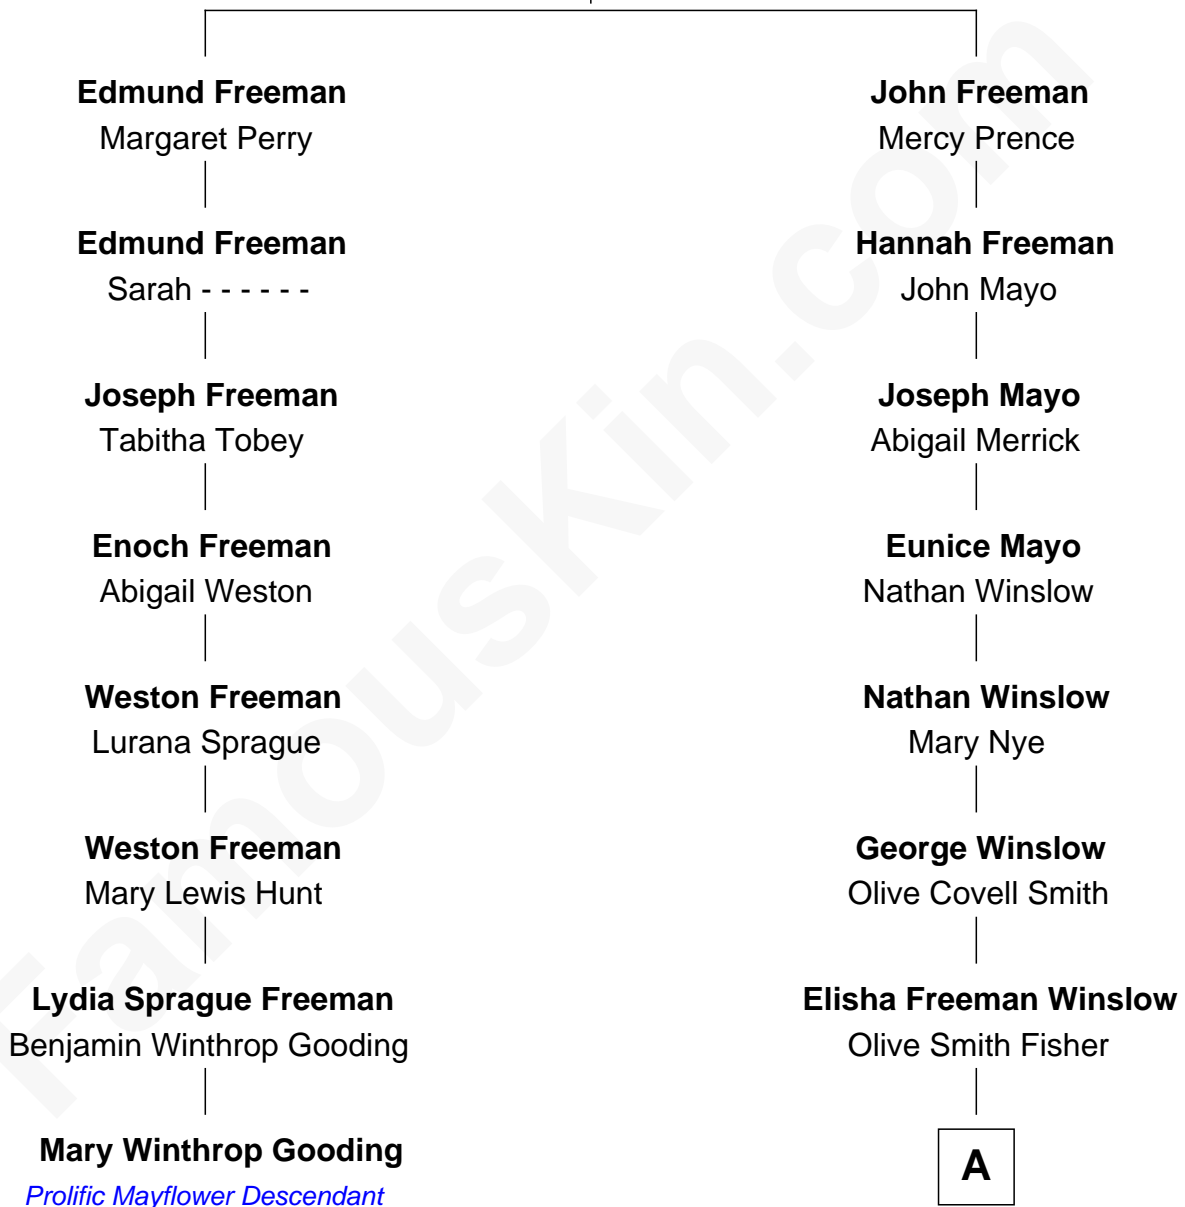 Edmund Freeman
Margaret Perry
Edmund Freeman
Sarah - - - - - -
Joseph Freeman
Tabitha Tobey
Enoch Freeman
Abigail Weston
Weston Freeman
Lurana Sprague
Weston Freeman
Mary Lewis Hunt
Lydia Sprague Freeman
Benjamin Winthrop Gooding
Mary Winthrop Gooding
Prolific Mayflower Descendant
John Freeman
Mercy Prence
Hannah Freeman
John Mayo
Joseph Mayo
Abigail Merrick
Eunice Mayo
Nathan Winslow
Nathan Winslow
Mary Nye
George Winslow
Olive Covell Smith
Elisha Freeman Winslow
Olive Smith Fisher
A
FamousKin.com